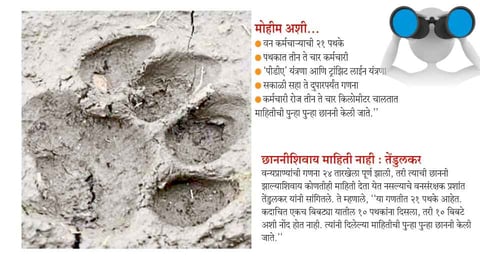 मोहीम अशी...
वन कर्मचाऱ्याची २१ पथके
पथकात तीन ते चार कर्मचारी
'पीडीए' यंत्रणा आणि ट्रांझिट लाईन यंत्रणा
सकाळी सहा ते दुपारपर्यंत गणना
कर्मचारी रोज तीन ते चार किलोमीटर चालतात
माहितीची पुन्हा पुन्हा छाननी केली जाते.''
छाननीशिवाय माहिती नाही : तेंडुलकर
वन्यप्राण्यांची गणना २४ तारखेला पूर्ण झाली, तरी त्याची छाननी
झाल्याशिवाय कोणतीही माहिती देता येत नसल्याचे वनसंरक्षक प्रशांत
तेंडुलकर यांनी सांगितले. ते म्हणाले, ''या गणतीत २१ पथके आहेत.
कदाचित एकच बिबट्या यातील १० पथकांना दिसला, तरी १० बिबटे
अशी नोंद होत नाही. त्यांनी दिलेल्या माहितीची पुन्हा पुन्हा छाननी केली
जाते.''